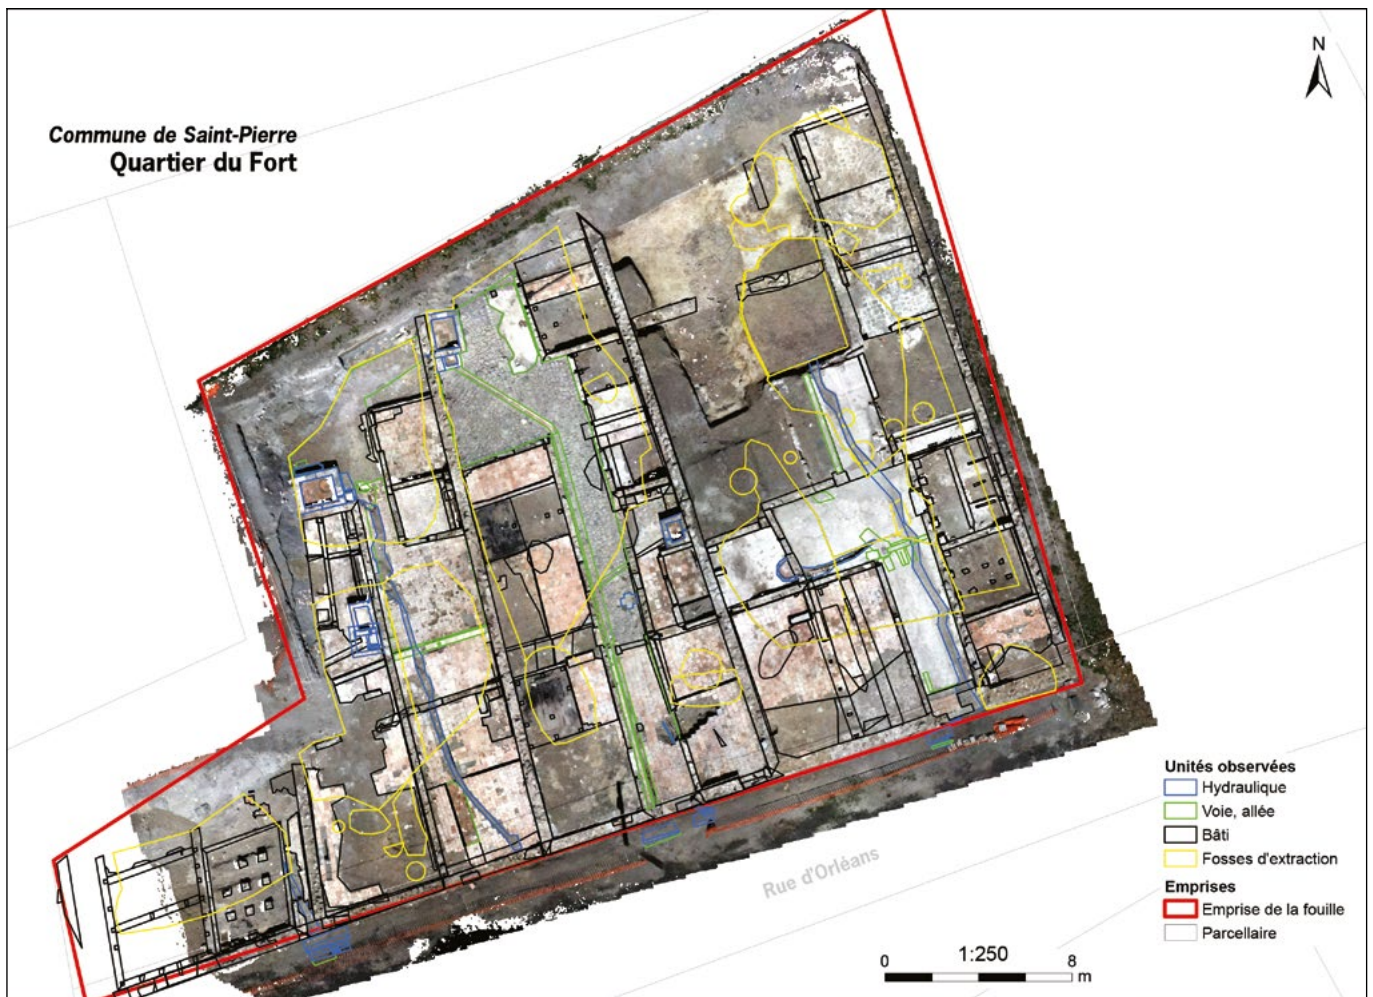 N
Commune de Saint-Pierre
Quartier du Fort
Unités observées
Hydraulique
Voie, allée
Bâti
Fosses d'extraction
Emprises
Emprise de la fouille
Parcellaire
Rue d'Orléans
1:250
0 8
m